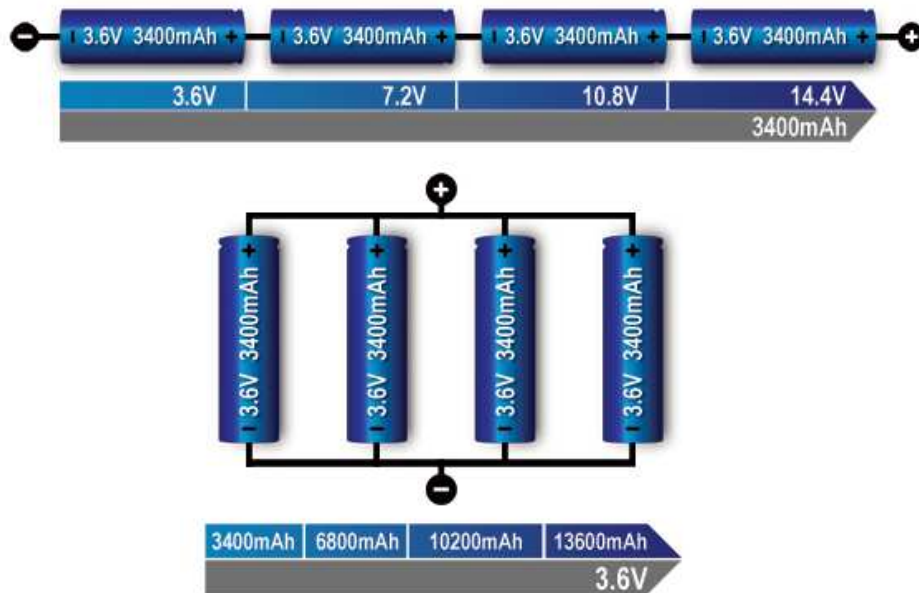 - 3.6V 3400mAh + - 3.6V 3400mAh + - 3.6V 3400mAh + - 3.6V 3400mAh +
3.6V 7.2V 10.8V 14.4V
3400mAh
+
- 3.6V 3400mAh +
- 3.6V 3400mAh +
- 3.6V 3400mAh +
- 3.6V 3400mAh +
-
3400mAh 6800mAh 10200mAh 13600mAh
3.6V